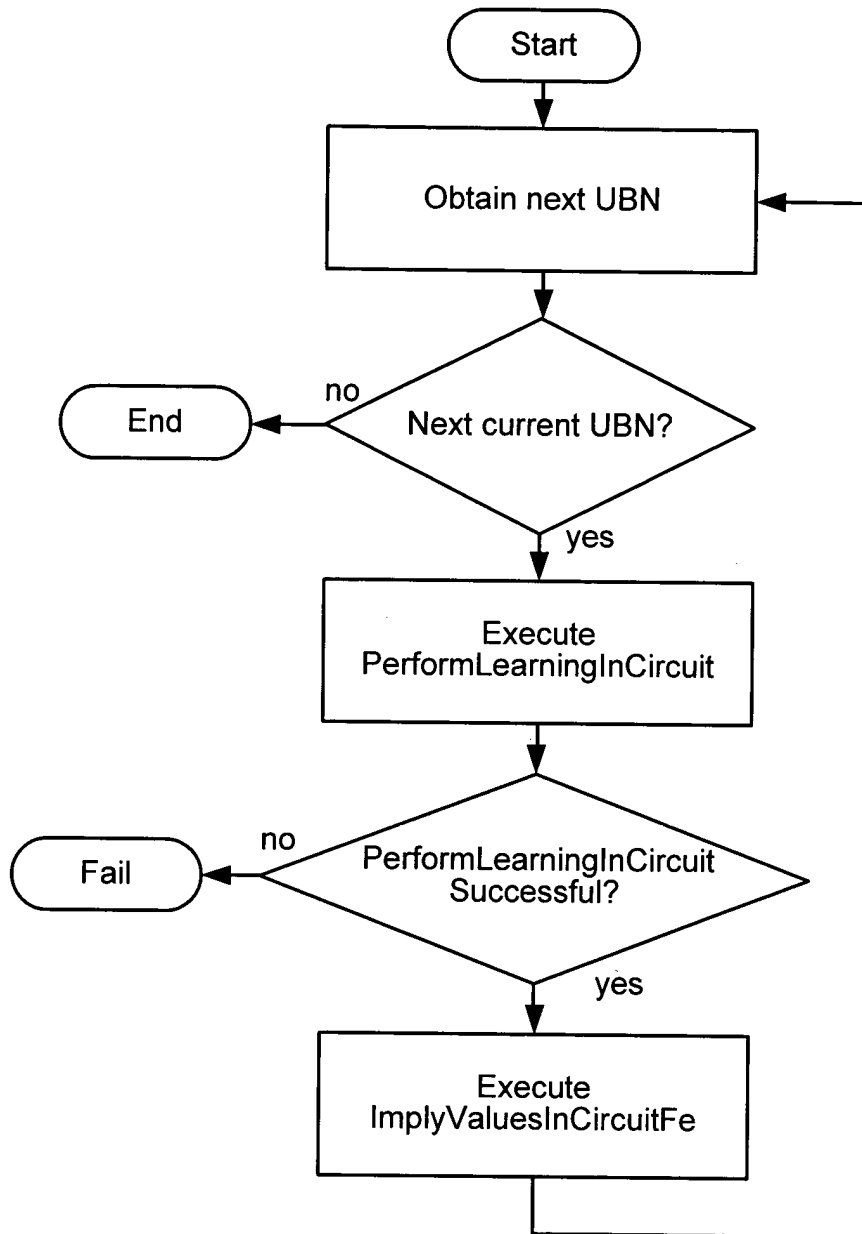 Start
Obtain next UBN
no
End
Next current UBN?
yes
Execute
PerformLearningInCircuit
no
Fail
PerformLearningInCircuit
Successful?
yes
Execute
ImplyValuesInCircuitFe